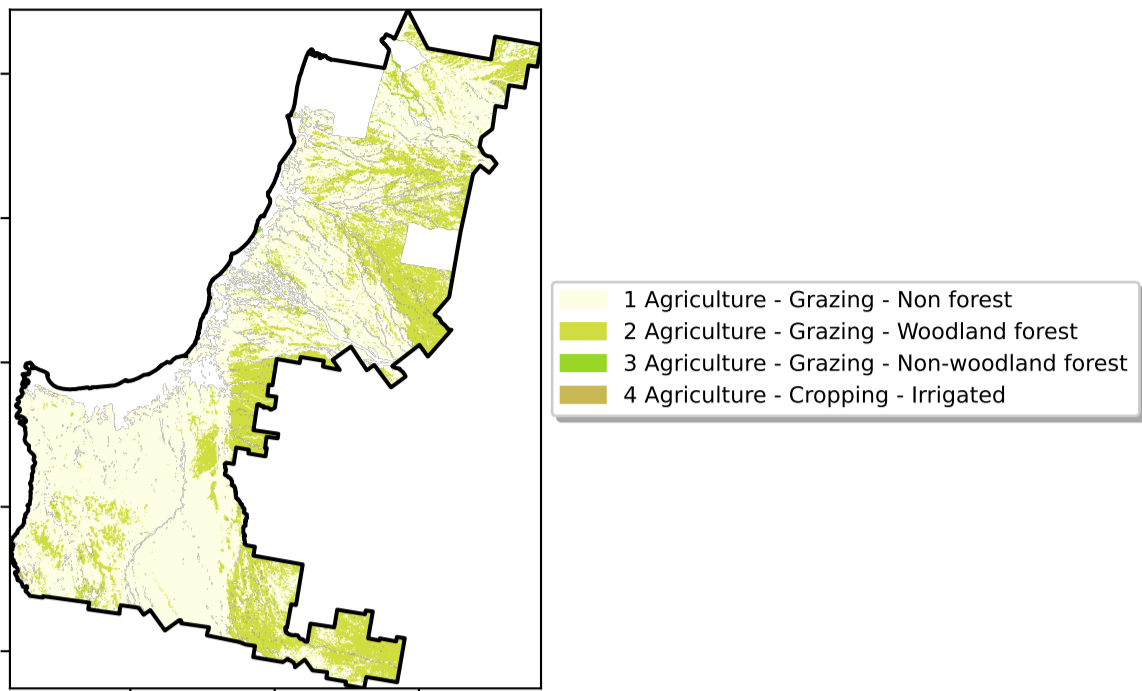 1 Agriculture - Grazing - Non forest
2 Agriculture - Grazing - Woodland forest
3 Agriculture - Grazing - Non-woodland forest
4 Agriculture - Cropping - Irrigated